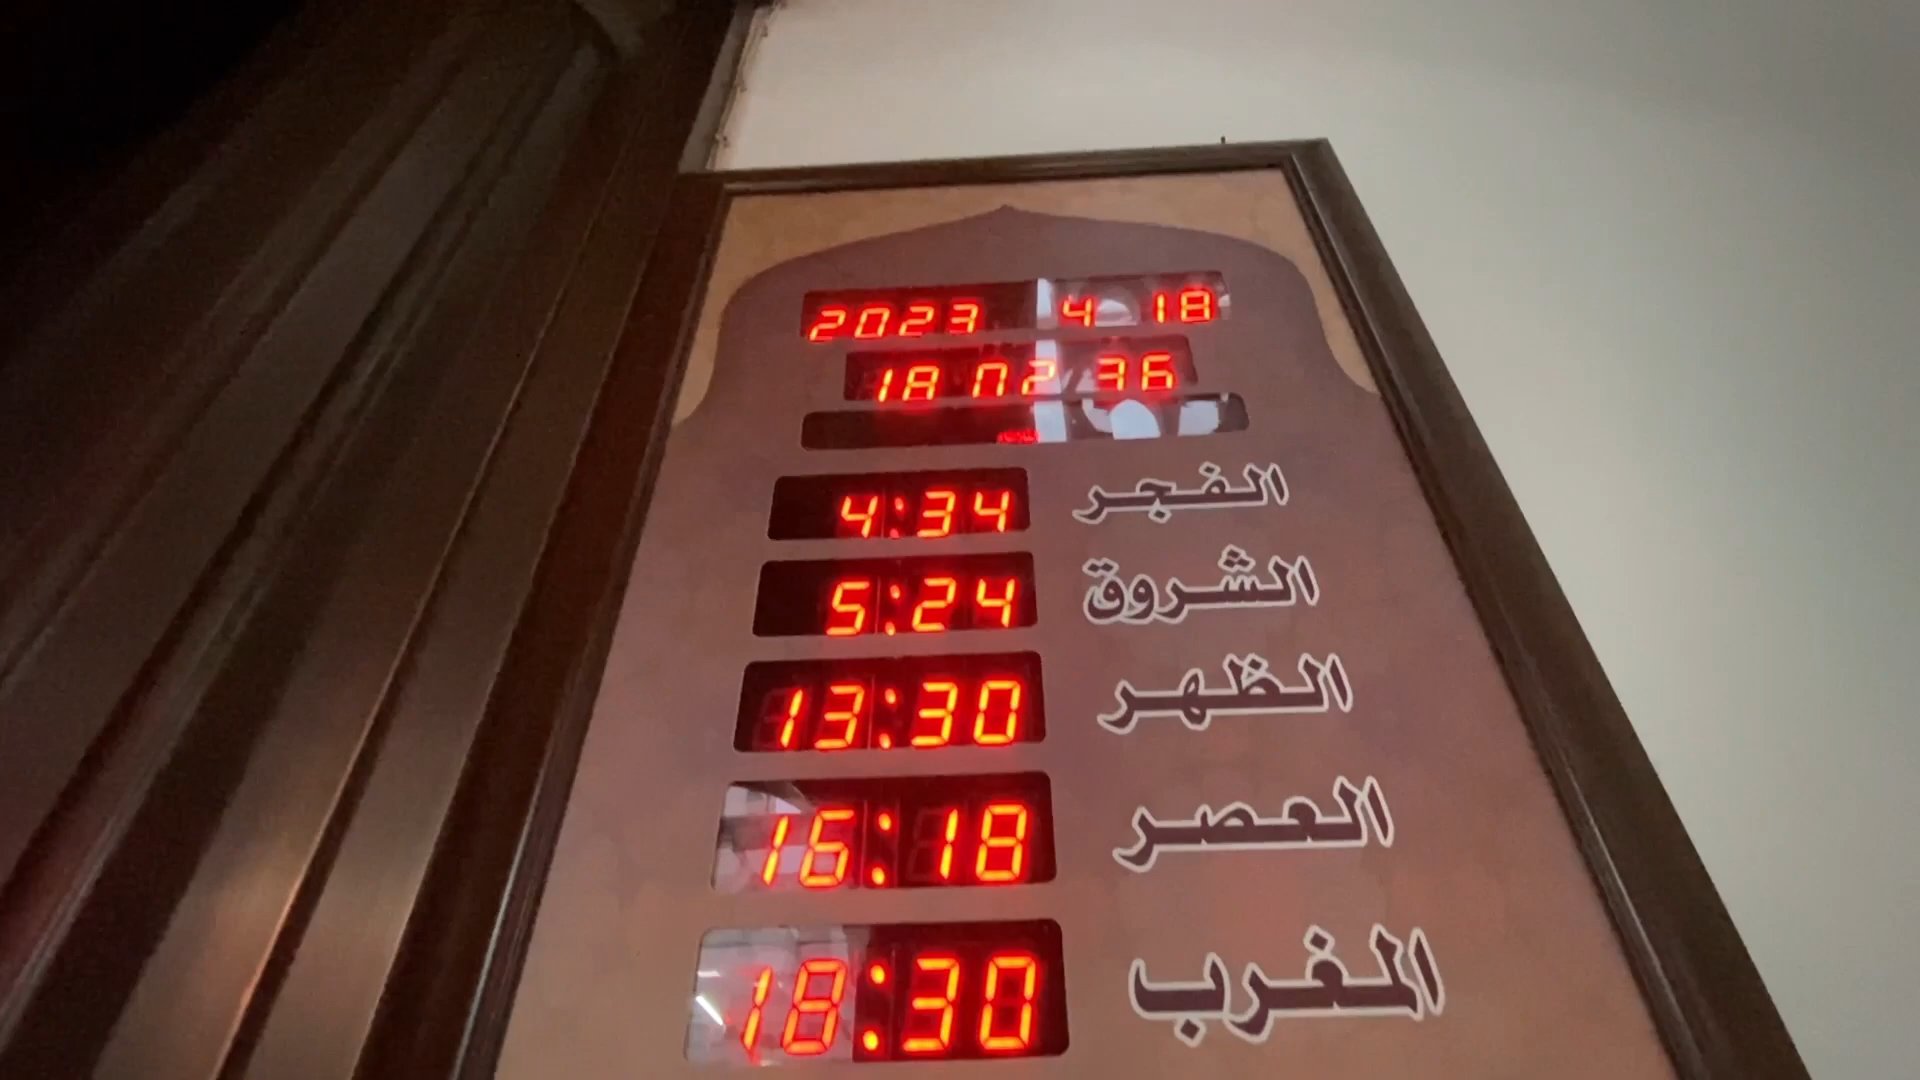 2023 4 18
18 02 36
الفجر 4:34
الشروق 5:24
الظهر 13:30
العصر 16:18
المغرب 18:30